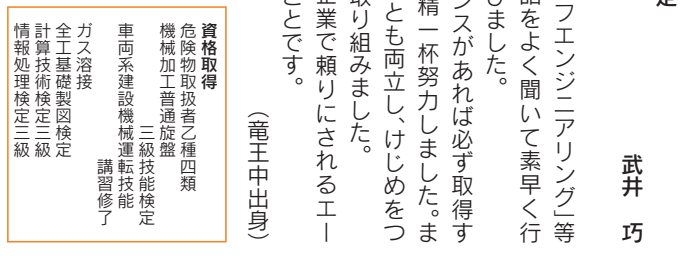 定
武井 巧
フエンジニアリング」等
話をよく聞いて素早く行
しました。
ンスがあれば必ず取得す
精一杯努力しました。ま
とも両立し、けじめをつ
取り組みました。
企業で頼りにされるエー
ことです。
（竜王中出身）
資格取得
危険物取扱者乙種四類
機械加工普通旋盤
三級技能検定
車両系建設機械運転技能
講習修了
ガス溶接
全工基礎製図検定
計算技術検定三級
情報処理検定三級